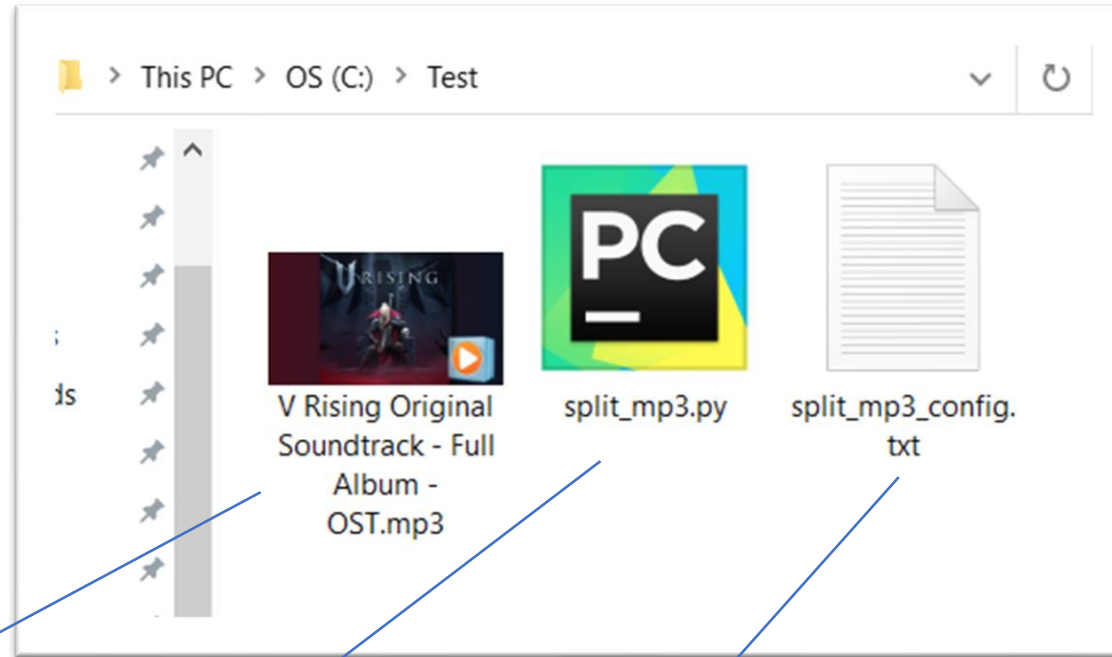 > This PC > OS (C:) > Test
ds
V RISING
PC
V Rising Original
Soundtrack - Full
Album -
OST.mp3
split_mp3.py
split_mp3_config.
txt